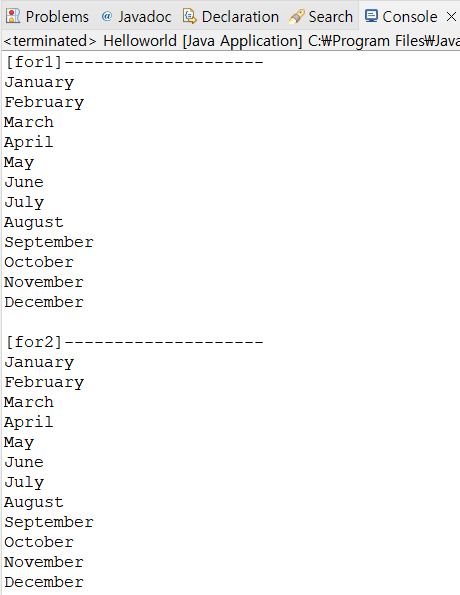 Problems @ Javadoc Declaration Search Console
<terminated> Helloworld [Java Application] C:₩Program Files₩Java
[for1]--------------------
January
February
March
April
May
June
July
August
September
October
November
December
[for2]--------------------
January
February
March
April
May
June
July
August
September
October
November
December